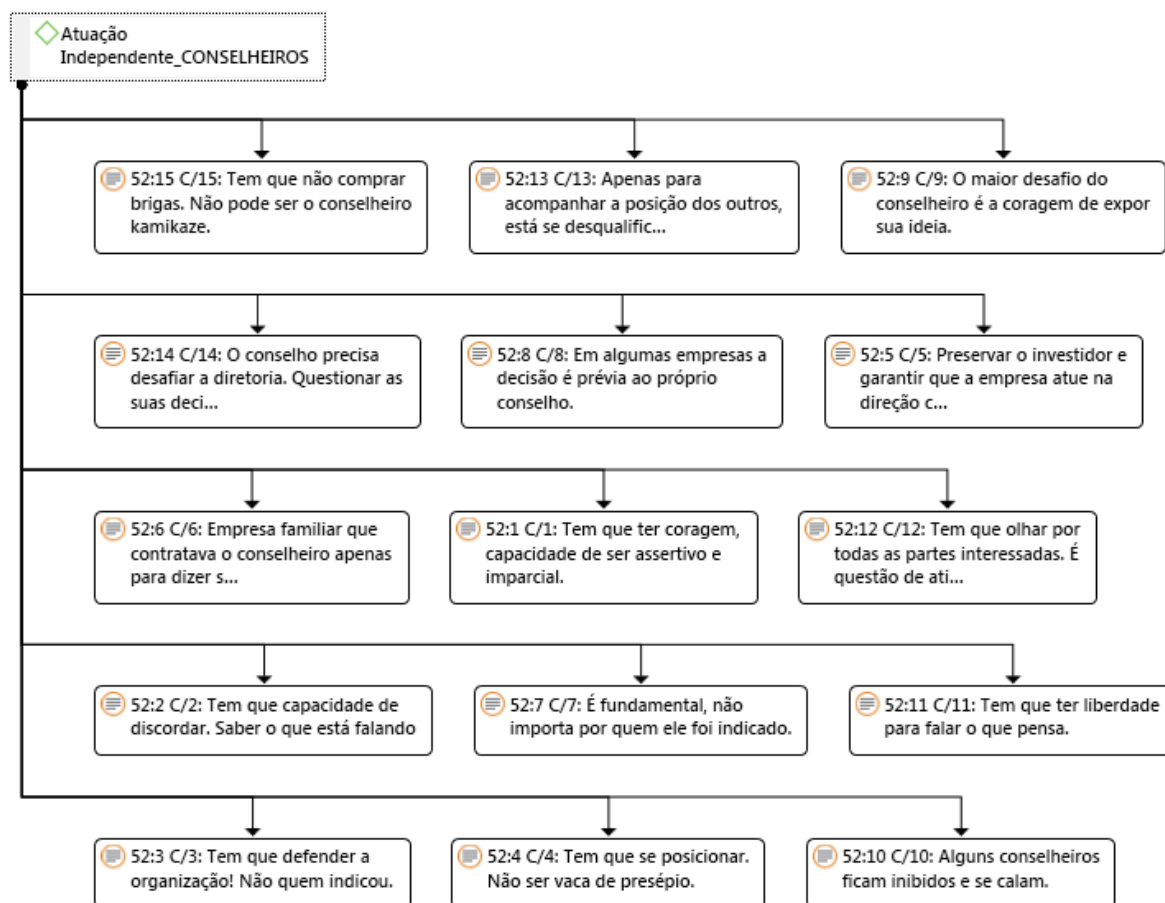 Atuação
Independente_CONSELHEIROS
52:15 C/15: Tem que não comprar
brigas. Não pode ser o conselheiro
kamikaze.
52:13 C/13: Apenas para
acompanhar a posição dos outros,
está se desqualific...
52:9 C/9: O maior desafio do
conselheiro é a coragem de expor
sua ideia.
52:14 C/14: O conselho precisa
desafiar a diretoria. Questionar as
suas deci...
52:8 C/8: Em algumas empresas a
decisão é prévia ao próprio
conselho.
52:5 C/5: Preservar o investidor e
garantir que a empresa atue na
direção c...
52:6 C/6: Empresa familiar que
contratava o conselheiro apenas
para dizer s...
52:1 C/1: Tem que ter coragem,
capacidade de ser assertivo e
imparcial.
52:12 C/12: Tem que olhar por
todas as partes interessadas. É
questão de ati...
52:2 C/2: Tem que capacidade de
discordar. Saber o que está falando
52:7 C/7: É fundamental, não
importa por quem ele foi indicado.
52:11 C/11: Tem que ter liberdade
para falar o que pensa.
52:3 C/3: Tem que defender a
organização! Não quem indicou.
52:4 C/4: Tem que se posicionar.
Não ser vaca de presépio.
52:10 C/10: Alguns conselheiros
ficam inibidos e se calam.